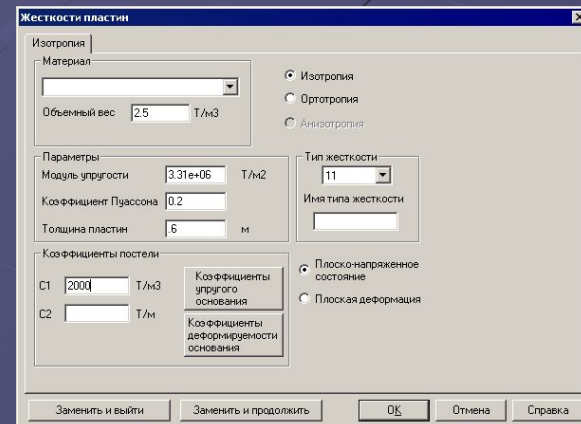 Жесткости пластин
Изотропия
Материал
Объемный вес 2.5 Т/м3
Изотропия
Ортотропия
Анизотропия
Параметры
Модуль упругости 3.31e+06 Т/м2
Коэффициент Пуассона 0.2
Толщина пластин .6 м
Тип жесткости
11
Имя типа жесткости
Коэффициенты постели
С1 2000 Т/м3
С2 Т/м
Коэффициенты
упругого
основания
Коэффициенты
деформируемости
основания
Плоско-напряженное
состояние
Плоская деформация
Заменить и выйти
Заменить и продолжить
OK
Отмена
Справка